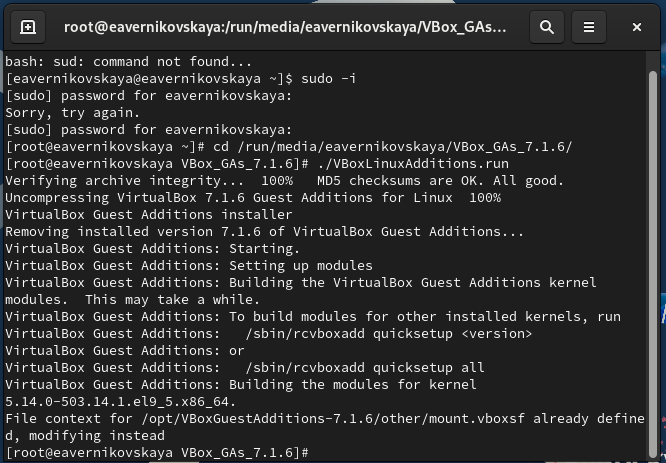 root@eavernikovskaya:/run/media/eavernikovskaya/VBox_GAs...
bash: sud: command not found...
[eavernikovskaya@eavernikovskaya ~]$ sudo -i
[sudo] password for eavernikovskaya:
Sorry, try again.
[sudo] password for eavernikovskaya:
[root@eavernikovskaya ~]# cd /run/media/eavernikovskaya/VBox_GAs_7.1.6/
[root@eavernikovskaya VBox_GAs_7.1.6]# ./VBoxLinuxAdditions.run
Verifying archive integrity...  100%   MD5 checksums are OK. All good.
Uncompressing VirtualBox 7.1.6 Guest Additions for Linux  100%
VirtualBox Guest Additions installer
Removing installed version 7.1.6 of VirtualBox Guest Additions...
VirtualBox Guest Additions: Starting.
VirtualBox Guest Additions: Setting up modules
VirtualBox Guest Additions: Building the VirtualBox Guest Additions kernel
modules.  This may take a while.
VirtualBox Guest Additions: To build modules for other installed kernels, run
VirtualBox Guest Additions:   /sbin/rcvboxadd quicksetup <version>
VirtualBox Guest Additions: or
VirtualBox Guest Additions:   /sbin/rcvboxadd quicksetup all
VirtualBox Guest Additions: Building the modules for kernel
5.14.0-503.14.1.el9_5.x86_64.
File context for /opt/VBoxGuestAdditions-7.1.6/other/mount.vboxsf already define
d, modifying instead
[root@eavernikovskaya VBox_GAs_7.1.6]#